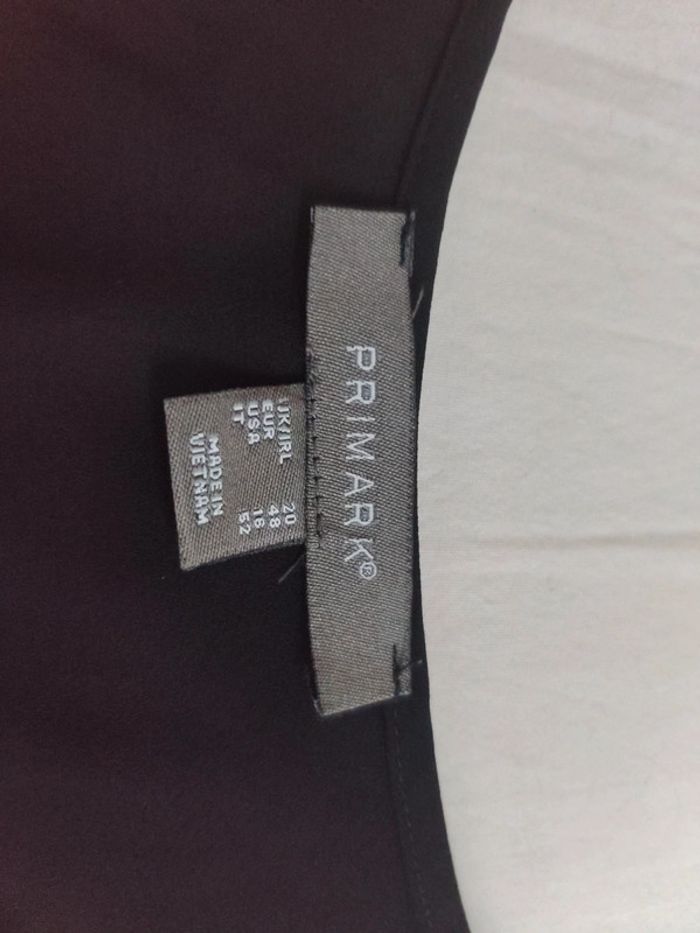 PRIMARK®
UK/IRL 20
EUR 48
USA 16
IT 52
MADE IN
VIETNAM